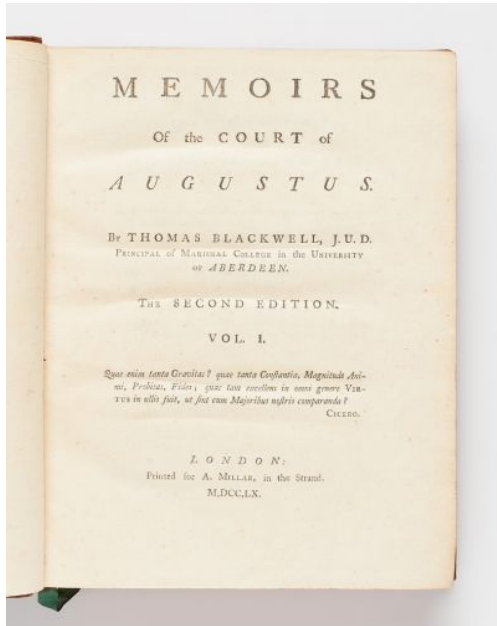 MEMOIRS
Of the COURT of
AUGUSTUS.
By THOMAS BLACKWELL, J.U.D.
Principal of Marishal College in the University
of ABERDEEN.
The SECOND EDITION.
VOL. I.
Quae enim tanta Gravitas? quae tanta Constantia, Magnitudo Ani-
mi, Probitas, Fides; quae tam excellens in omni genere Vir-
tus in ullis fuit, ut sint cum Majoribus nostris comparanda?
Cicero.
LONDON:
Printed for A. Millar, in the Strand.
M,DCC,LX.